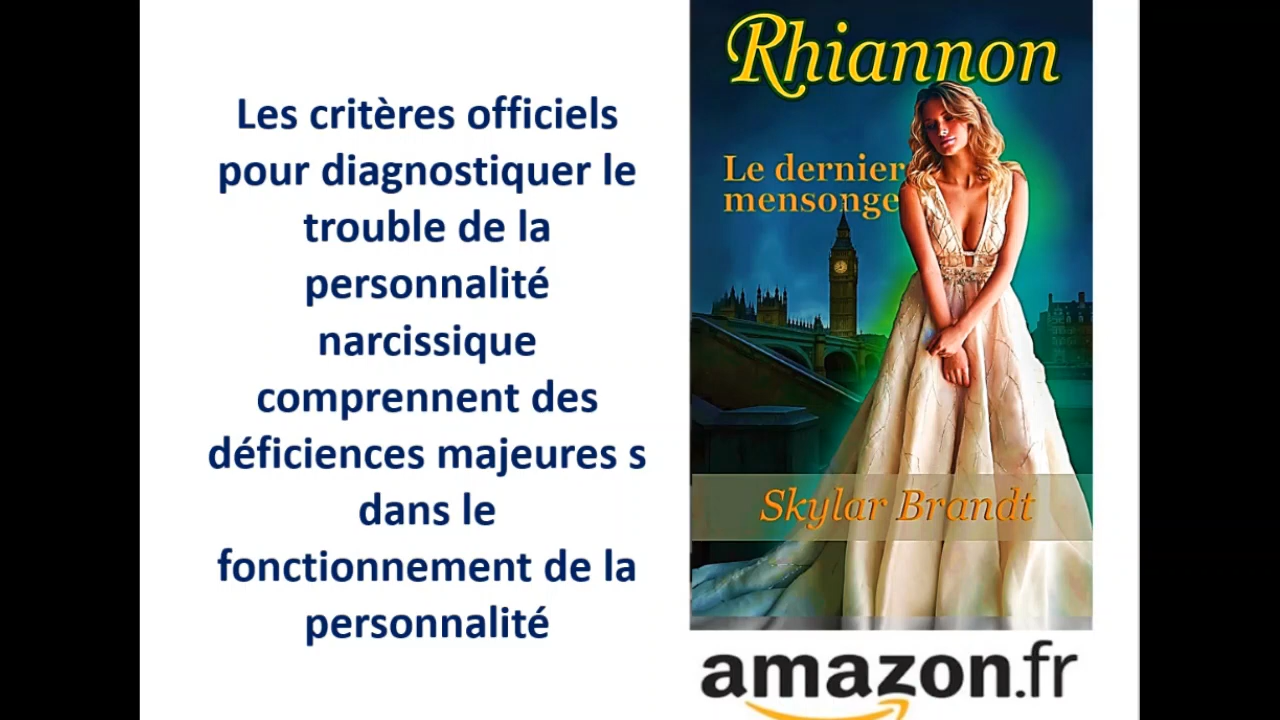 Les critères officiels
pour diagnostiquer le
trouble de la
personnalité
narcissique
comprennent des
déficiences majeures s
dans le
fonctionnement de la
personnalité
Rhiannon
Le dernier
mensonge
Skylar Brandt
amazon.fr